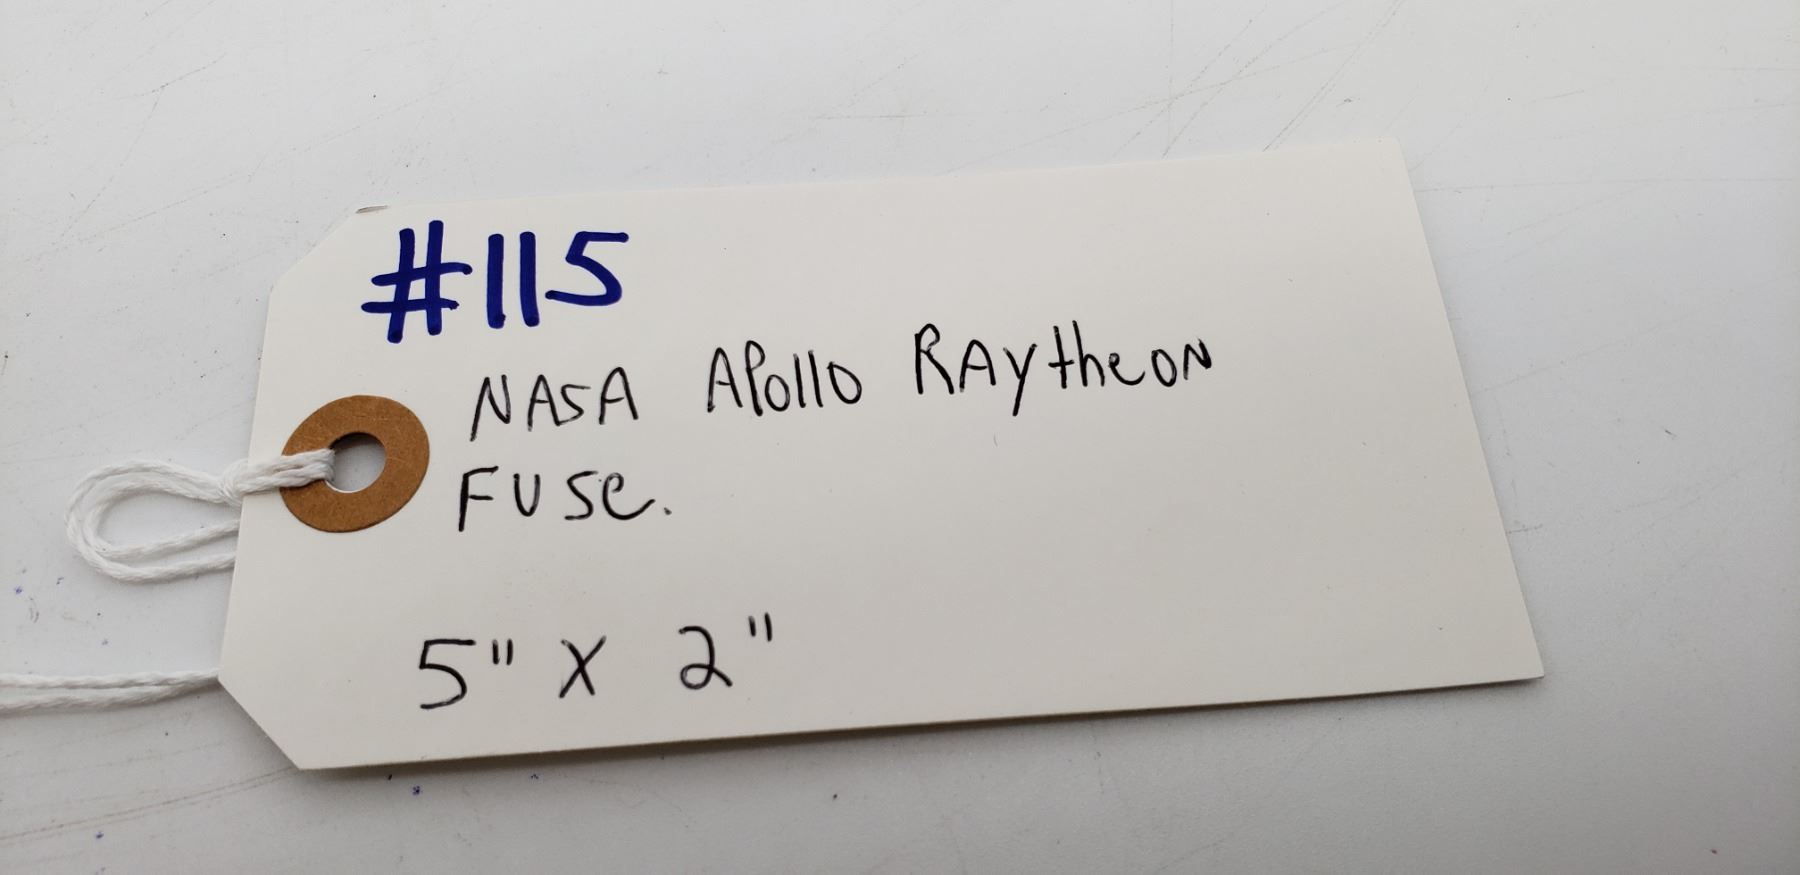 #115
NASA Apollo RAytheoN
FUse.
5" X 2"